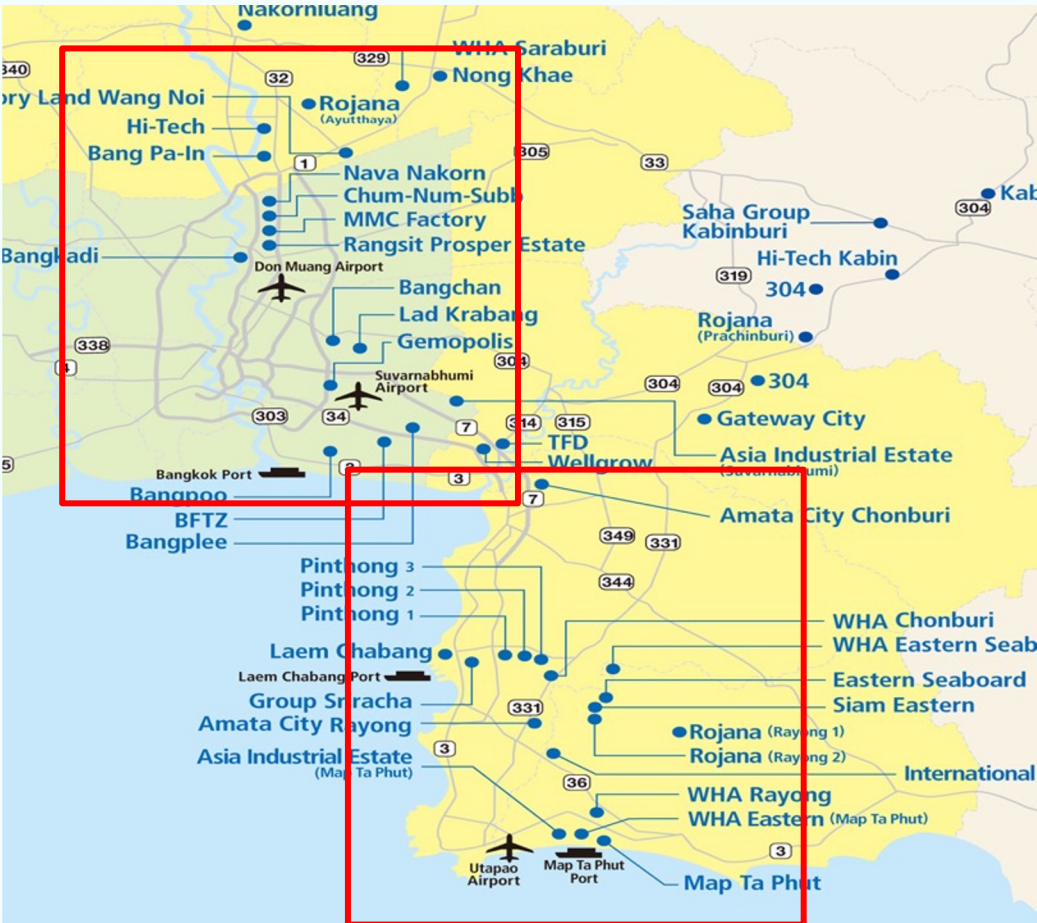 Nakornluang
WHA Saraburi
329
340
32
Nong Khae
ory Land Wang Noi
Rojana
(Ayutthaya)
Hi-Tech
Bang Pa-In
1
305
33
Nava Nakorn
Chum-Num-Subb
MMC Factory
Rangsit Prosper Estate
Kab
304
Saha Group
Kabinburi
Bangkadi
Don Muang Airport
Hi-Tech Kabin
319
304
Bangchan
Lad Krabang
Gemopolis
Rojana
(Prachinburi)
338
4
304
Suvarnabhumi
Airport
304
304
304
303
34
7
314
315
Gateway City
TFD
Wellgrow
Asia Industrial Estate
(Suvarnabhumi)
5
3
3
Bangkok Port
Bangpoo
7
BFTZ
Amata City Chonburi
Bangplee
349
331
Pinthong 3
344
Pinthong 2
Pinthong 1
WHA Chonburi
WHA Eastern Seab
Laem Chabang
Laem Chabang Port
Eastern Seaboard
Group Sriracha
331
Siam Eastern
Amata City Rayong
Rojana (Rayong 1)
3
Asia Industrial Estate
(Map Ta Phut)
Rojana (Rayong 2)
International
36
WHA Rayong
WHA Eastern (Map Ta Phut)
3
Utapao
Airport
Map Ta Phut
Port
Map Ta Phut